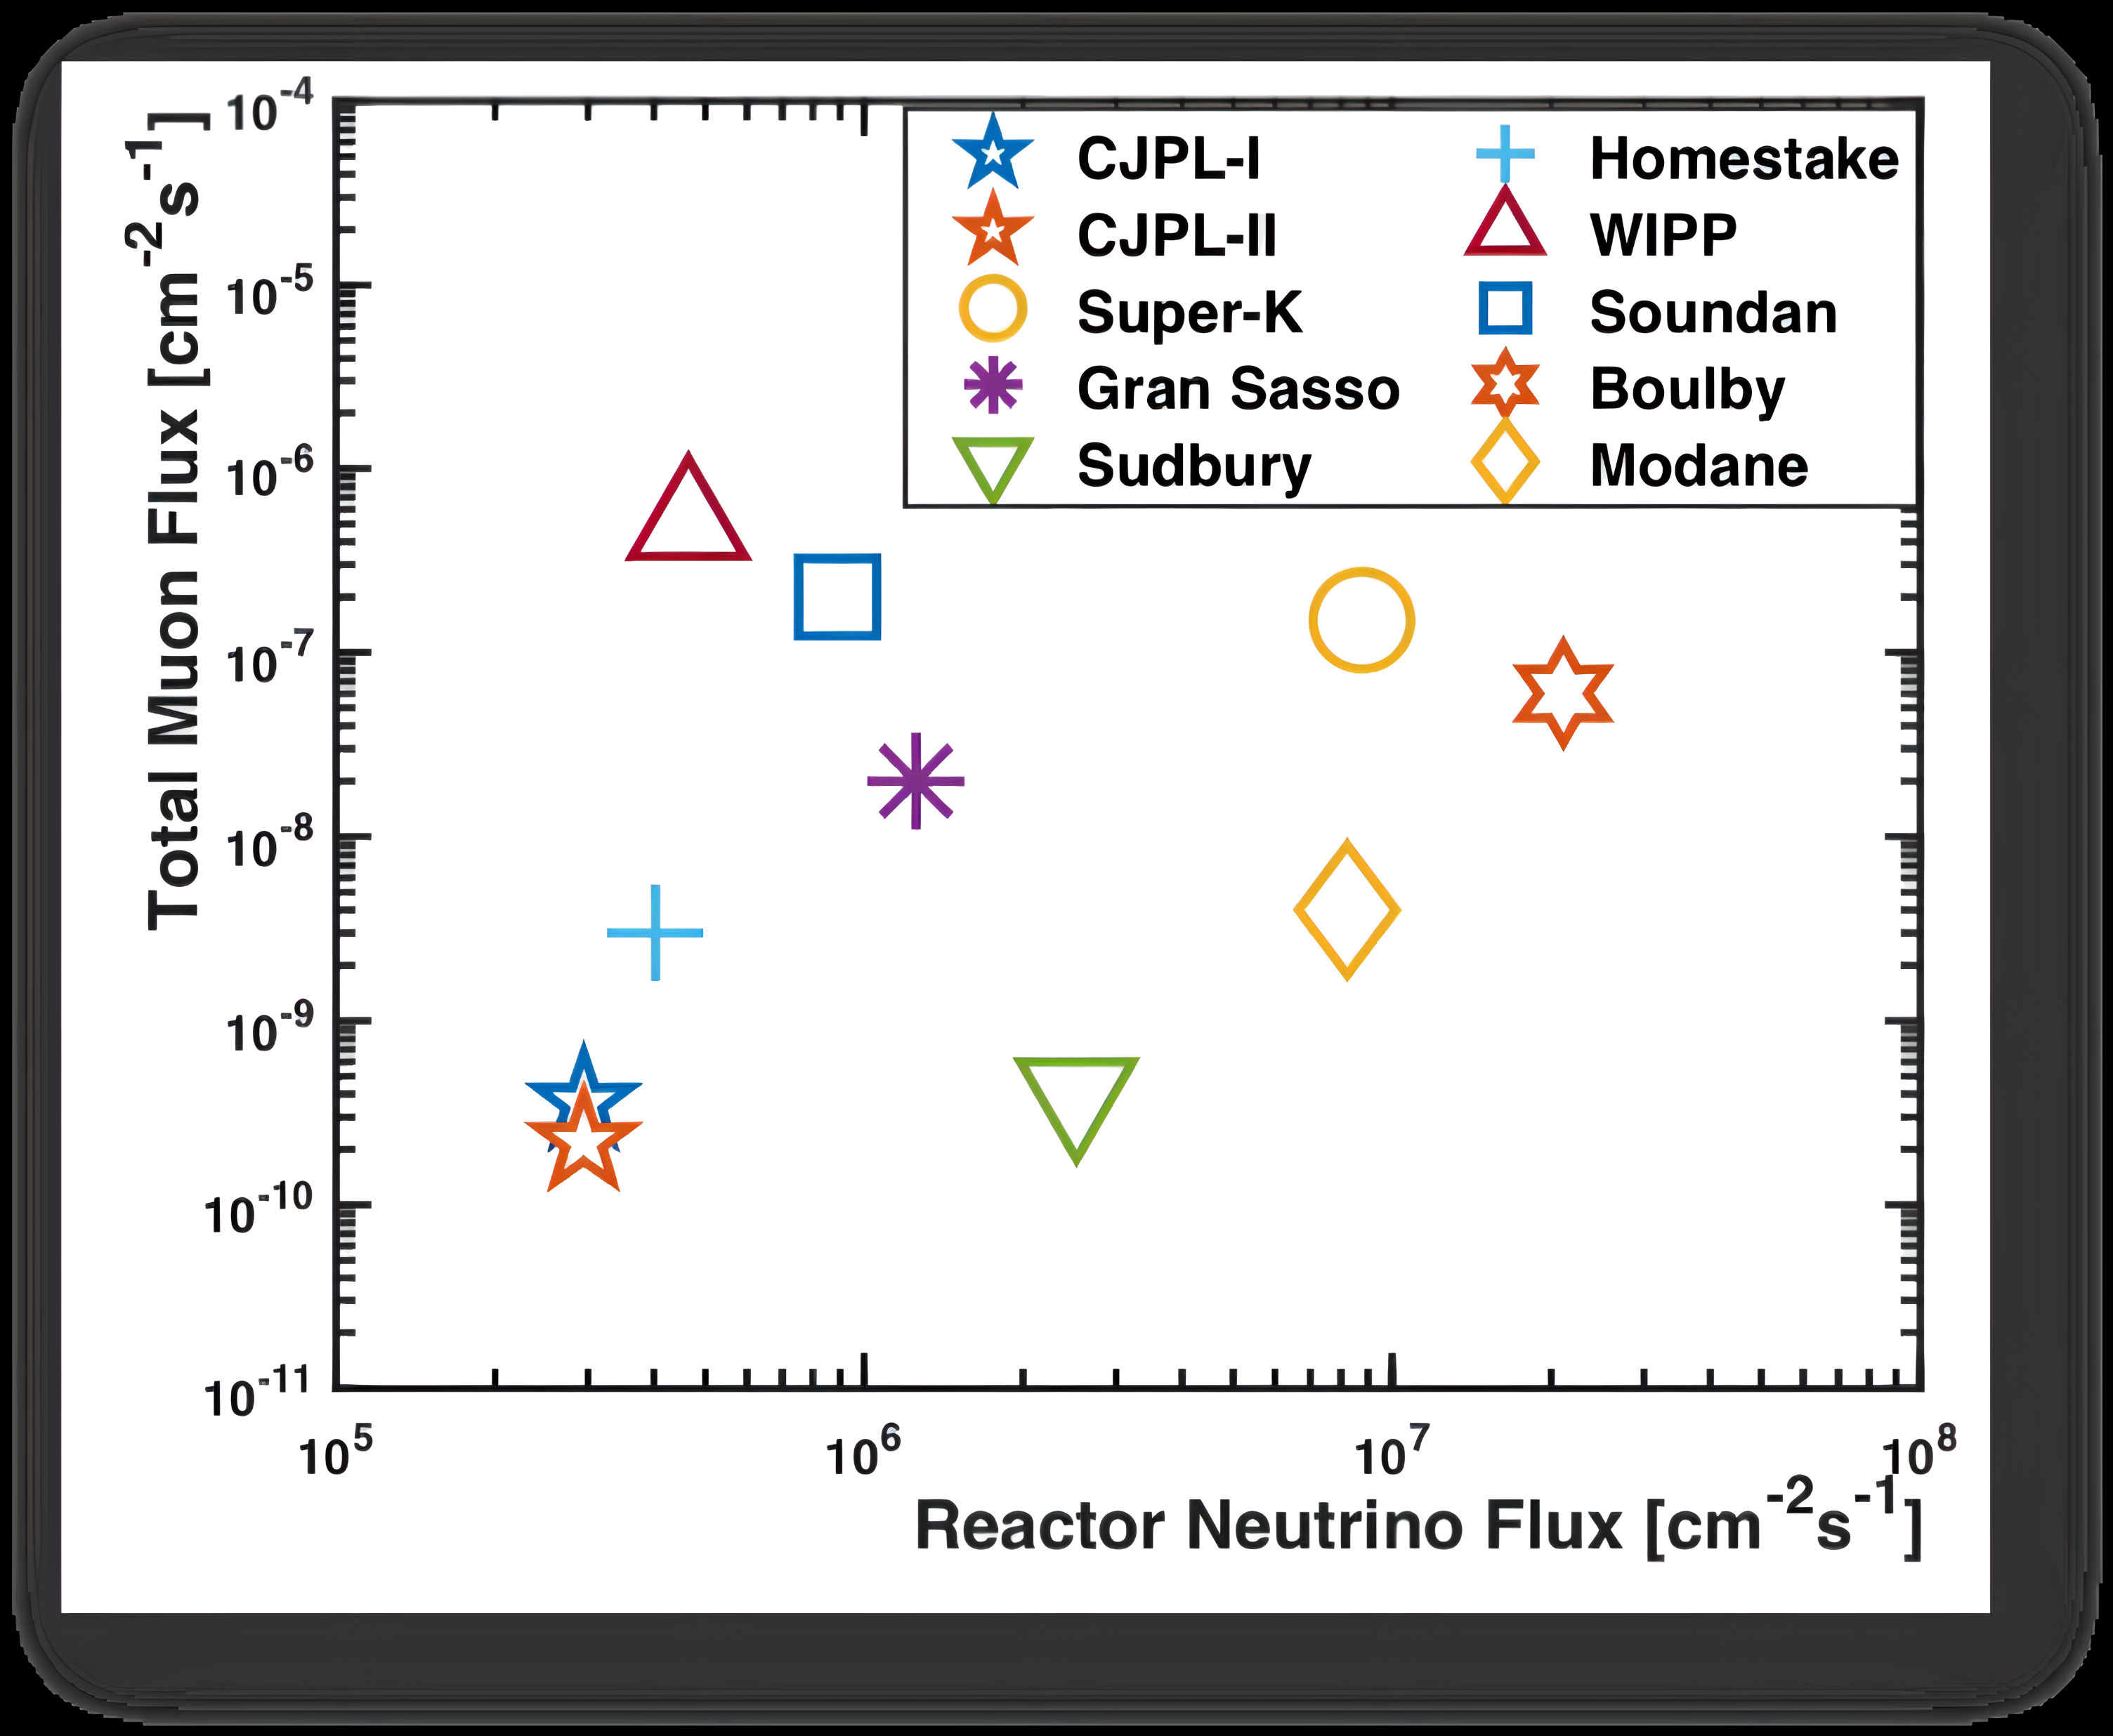 Total Muon Flux [cm⁻²s⁻¹]
10⁻⁴
10⁻⁵
10⁻⁶
10⁻⁷
10⁻⁸
10⁻⁹
10⁻¹⁰
10⁻¹¹
CJPL-I
CJPL-II
Super-K
Gran Sasso
Sudbury
Homestake
WIPP
Soundan
Boulby
Modane
10⁵ 10⁶ 10⁷ 10⁸
Reactor Neutrino Flux [cm⁻²s⁻¹]